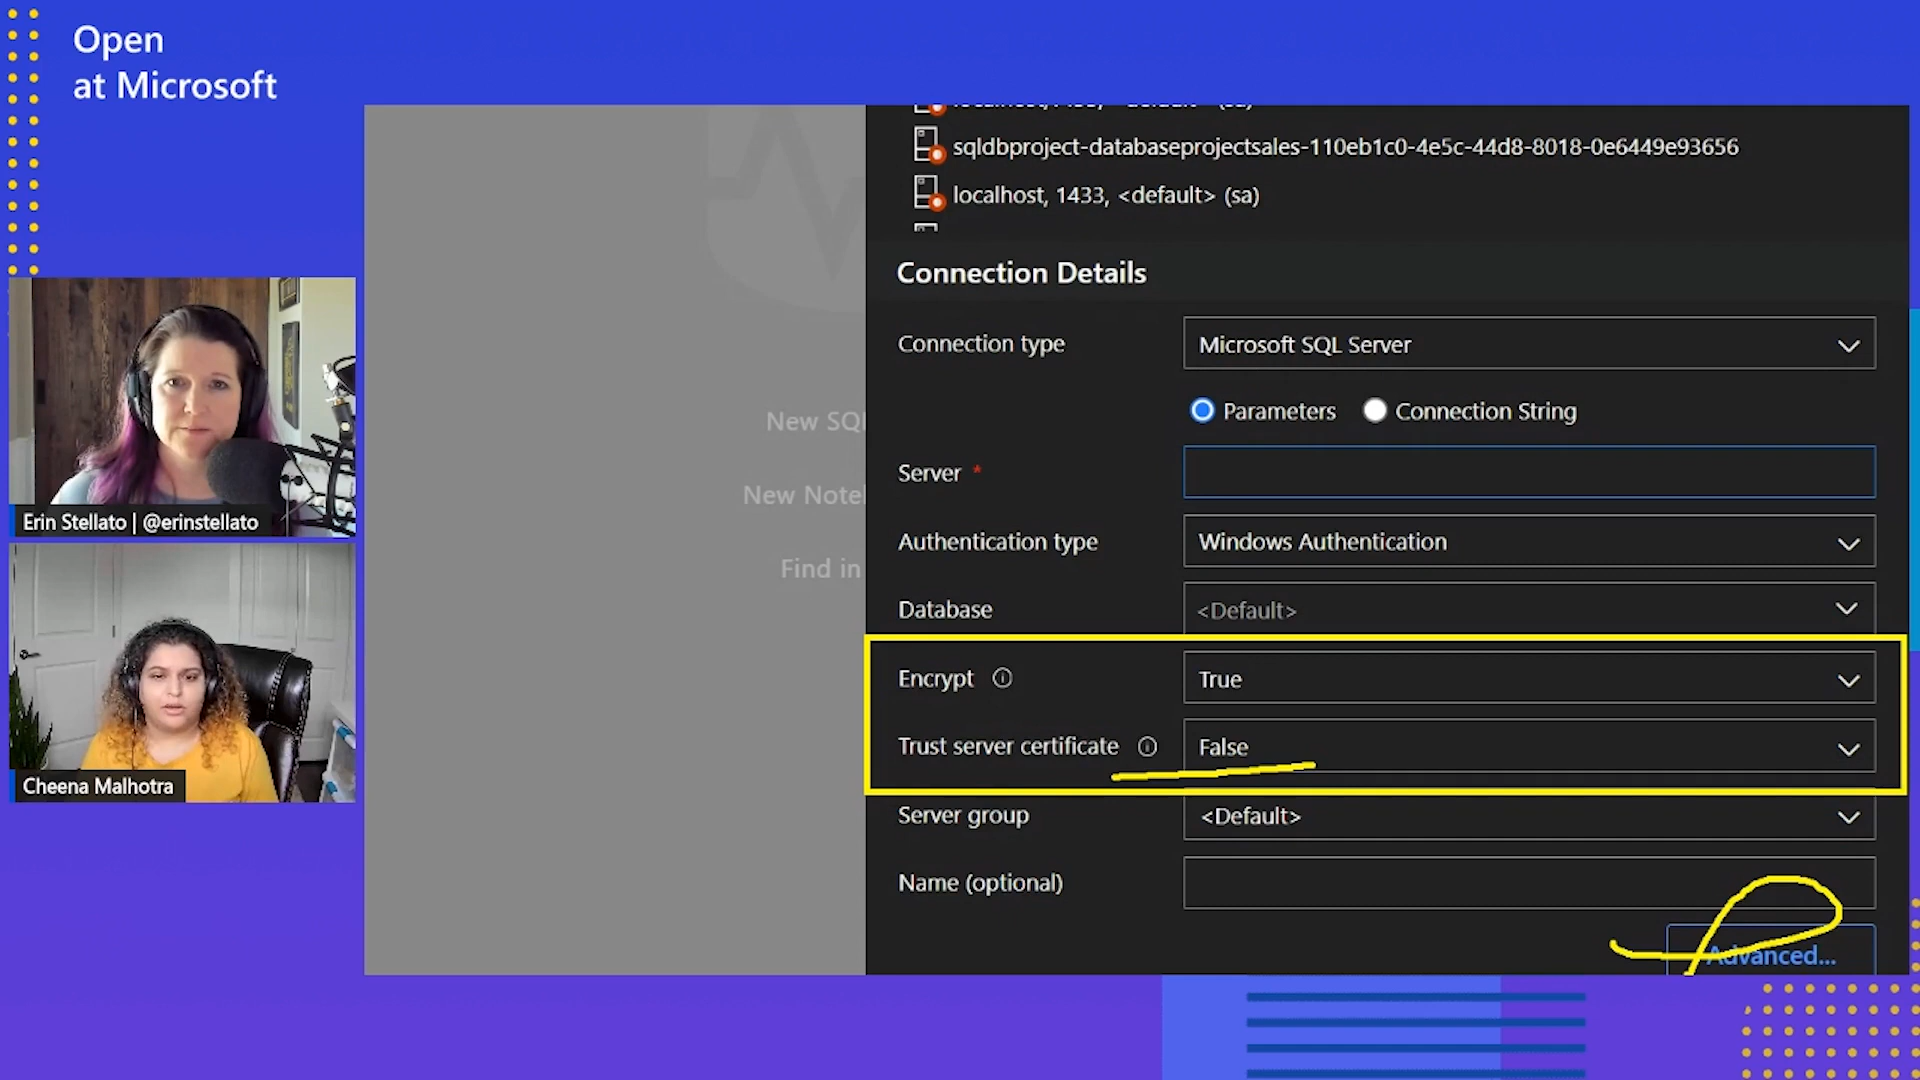 Open
at Microsoft
sqldbproject-databaseprojectsales-110eb1c0-4e5c-44d8-8018-0e6449e93656
localhost, 1433, <default> (sa)
Connection Details
Connection type
Microsoft SQL Server
Parameters
Connection String
New SQL
Server *
New Note
Authentication type
Windows Authentication
Erin Stellato | @erinstellato
Find in
Database
<Default>
Encrypt
True
Trust server certificate
False
Cheena Malhotra
Server group
<Default>
Name (optional)
Advanced...